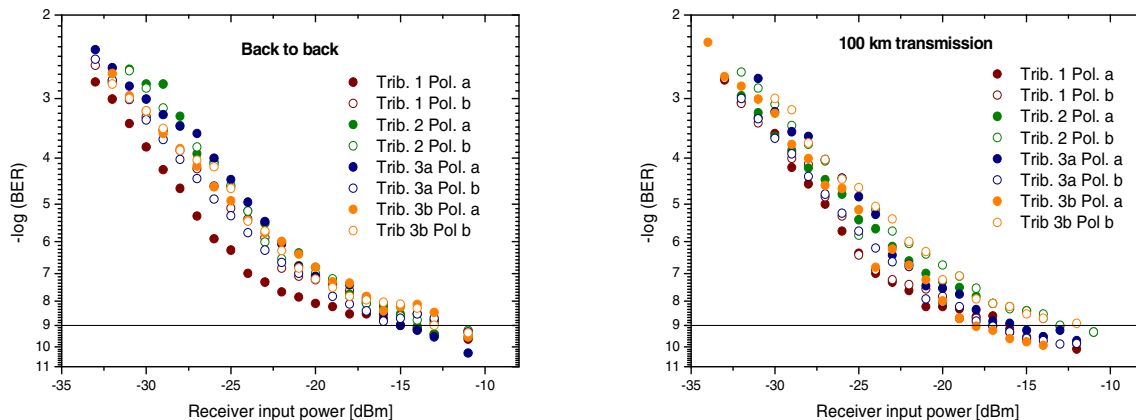 Back to back
2
3
4
5
6
7
8
9
10
11
-log (BER)
Trib. 1 Pol. a
Trib. 1 Pol. b
Trib. 2 Pol. a
Trib. 2 Pol. b
Trib. 3a Pol. a
Trib. 3a Pol. b
Trib. 3b Pol. a
Trib 3b Pol b
-35 -30 -25 -20 -15 -10
Receiver input power [dBm]
100 km transmission
2
3
4
5
6
7
8
9
10
11
-log (BER)
Trib. 1 Pol. a
Trib. 1 Pol. b
Trib. 2 Pol. a
Trib. 2 Pol. b
Trib. 3a Pol. a
Trib. 3a Pol. b
Trib. 3b Pol. a
Trib 3b Pol b
-35 -30 -25 -20 -15 -10
Receiver input power [dBm]